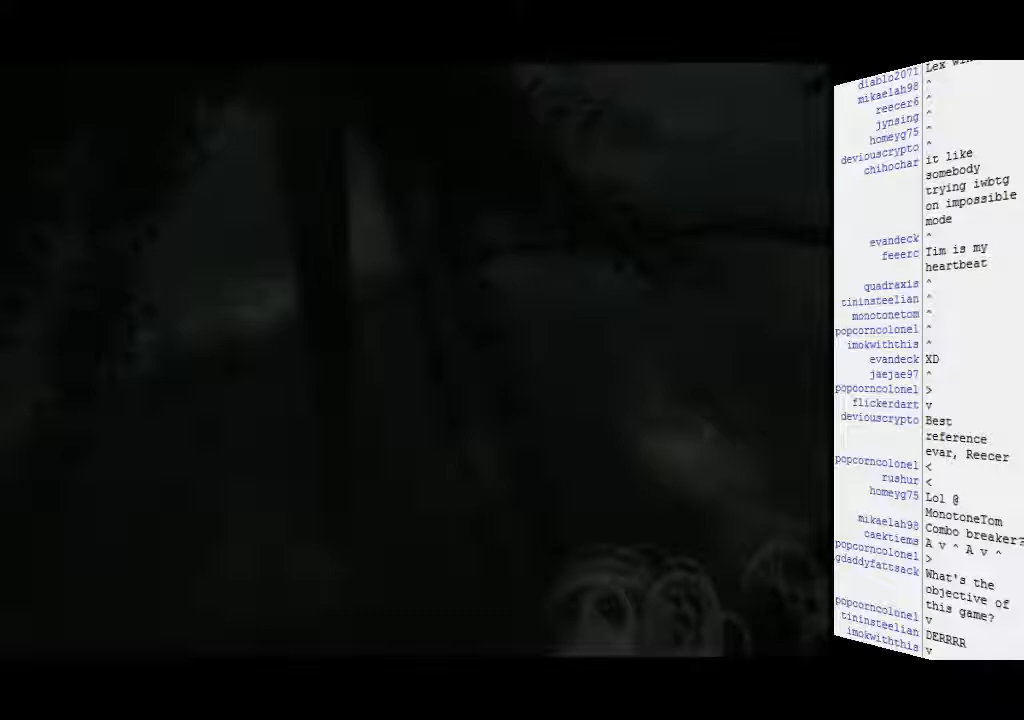 diablo2071 Lex
mikaelah98 ^
reecer6 ^
jynsing ^
homeyg75 ^
deviouscrypto ^
chihochar it like
somebody
trying iwbtg
on impossible
mode
evandeck ^
feeerc Tim is my
heartbeat
quadraxis ^
tininsteelian ^
monotonetom ^
popcorncolonel ^
imokwiththis ^
evandeck XD
jaejae97 ^
popcorncolonel >
flickerdart v
deviouscrypto Best
reference
evar, Reecer
popcorncolonel <
rushur <
homeyg75 Lol @
MonotoneTom
mikaelah98 Combo breaker?
caektiems A v ^ A v ^
popcorncolonel >
gdaddyfattsack What's the
objective of
this game?
popcorncolonel v
tininsteelian DERRRR
imokwiththis v